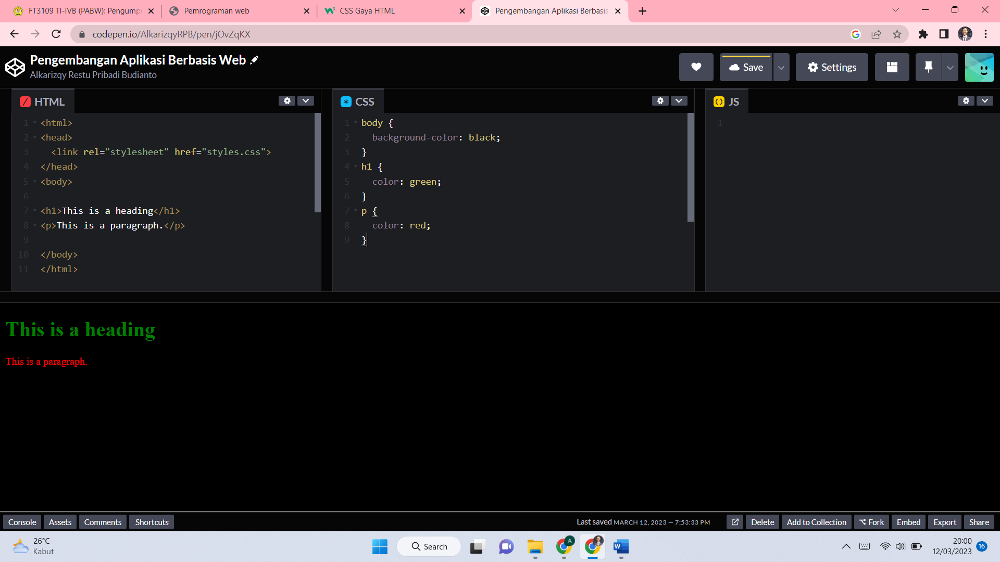 FT3109 TI-IVB (PABW): Pengumpu
Pemrograman web
CSS Gaya HTML
Pengembangan Aplikasi Berbasis
codepen.io/AlkarizqyRPB/pen/jOvZqKX
Pengembangan Aplikasi Berbasis Web
Alkarizqy Restu Pribadi Budianto
Save
Settings
HTML
1 <html>
2 <head>
3 <link rel="stylesheet" href="styles.css">
4 </head>
5 <body>
6
7 <h1>This is a heading</h1>
8 <p>This is a paragraph.</p>
9
10 </body>
11 </html>
CSS
1 body {
2 background-color: black;
3 }
4 h1 {
5 color: green;
6 }
7 p {
8 color: red;
9 }
JS
1
This is a heading
This is a paragraph.
Console Assets Comments Shortcuts
Last saved MARCH 12, 2023 — 7:53:33 PM
Delete Add to Collection Fork Embed Export Share
26°C
Kabut
Search
A
W
20:00
12/03/2023
16